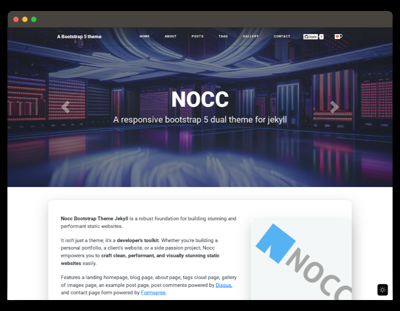 A Bootstrap 5 theme
HOME ABOUT POSTS TAGS GALLERY CONTACT
NOCC
A responsive bootstrap 5 dual theme for jekyll
Nocc Bootstrap Theme Jekyll is a robust foundation for building stunning and
performant static websites.
It isn't just a theme; it's a developer's toolkit. Whether you're building a
personal portfolio, a client's website, or a side passion project, Nocc
empowers you to craft clean, performant, and visually stunning static
websites easily.
Features a landing homepage, blog page, about page, tags cloud page, gallery
of images page, an example post page, post comments powered by Disqus,
and contact page form powered by Formspree.
NOCC